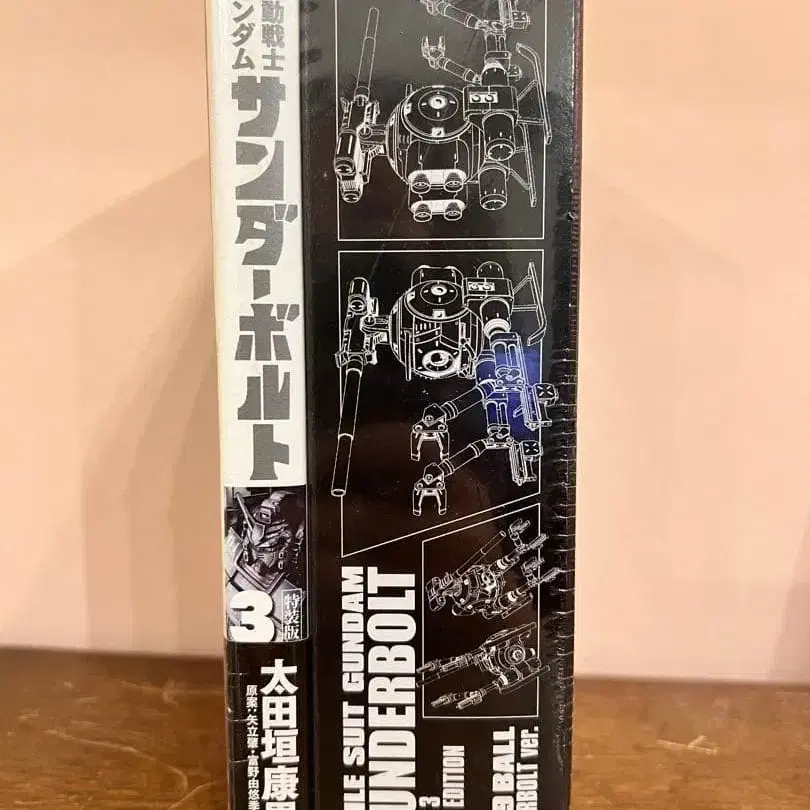 動戦士
ンダム
サンダーボルト
3
特装版
太田垣康男
原案:矢立肇・富野由悠季
ILE SUIT GUNDAM
UNDERBOLT
3
EDITION
9 BALL
RBOLT ver.